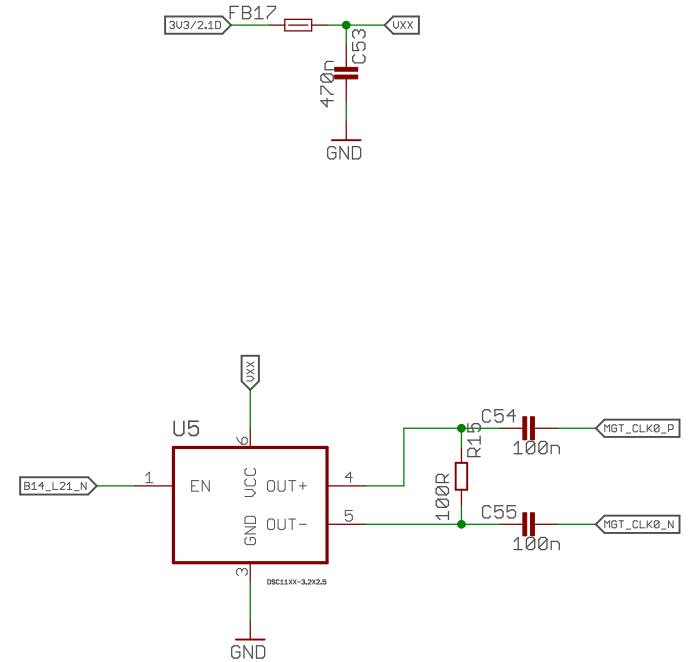 FB17
3V3/2.1D
VXX
C53
470n
GND
VXX
U5
6
VCC
B14_L21_N
1
EN
OUT+
4
OUT-
5
GND
3
DSC11XX-3.2X2.5
GND
R15
100R
C54
100n
MGT_CLK0_P
C55
100n
MGT_CLK0_N